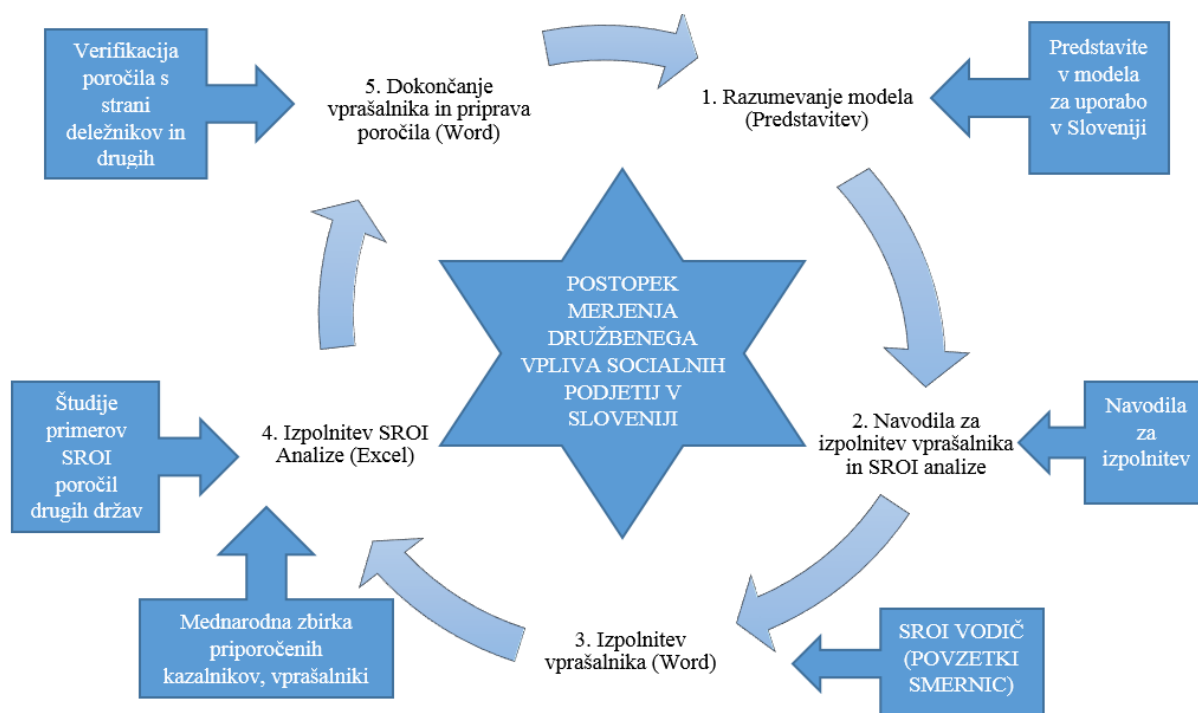 Verifikacija
poročila s
strani
deležnikov in
drugih
5. Dokončanje
vprašalnika in priprava
poročila (Word)
1. Razumevanje modela
(Predstavitev)
Predstavite
v modela
za uporabo
v Sloveniji
POSTOPEK
MERJENJA
DRUŽBENEGA
VPLIVA SOCIALNIH
PODJETIJ V
SLOVENIJI
Študije
primerov
SROI
poročil
drugih držav
4. Izpolnitev SROI
Analize (Excel)
2. Navodila za
izpolnitev vprašalnika
in SROI analize
Navodila
za
izpolnitev
Mednarodna zbirka
priporočenih
kazalnikov, vprašalniki
3. Izpolnitev
vprašalnika (Word)
SROI VODIČ
(POVZETKI
SMERNIC)